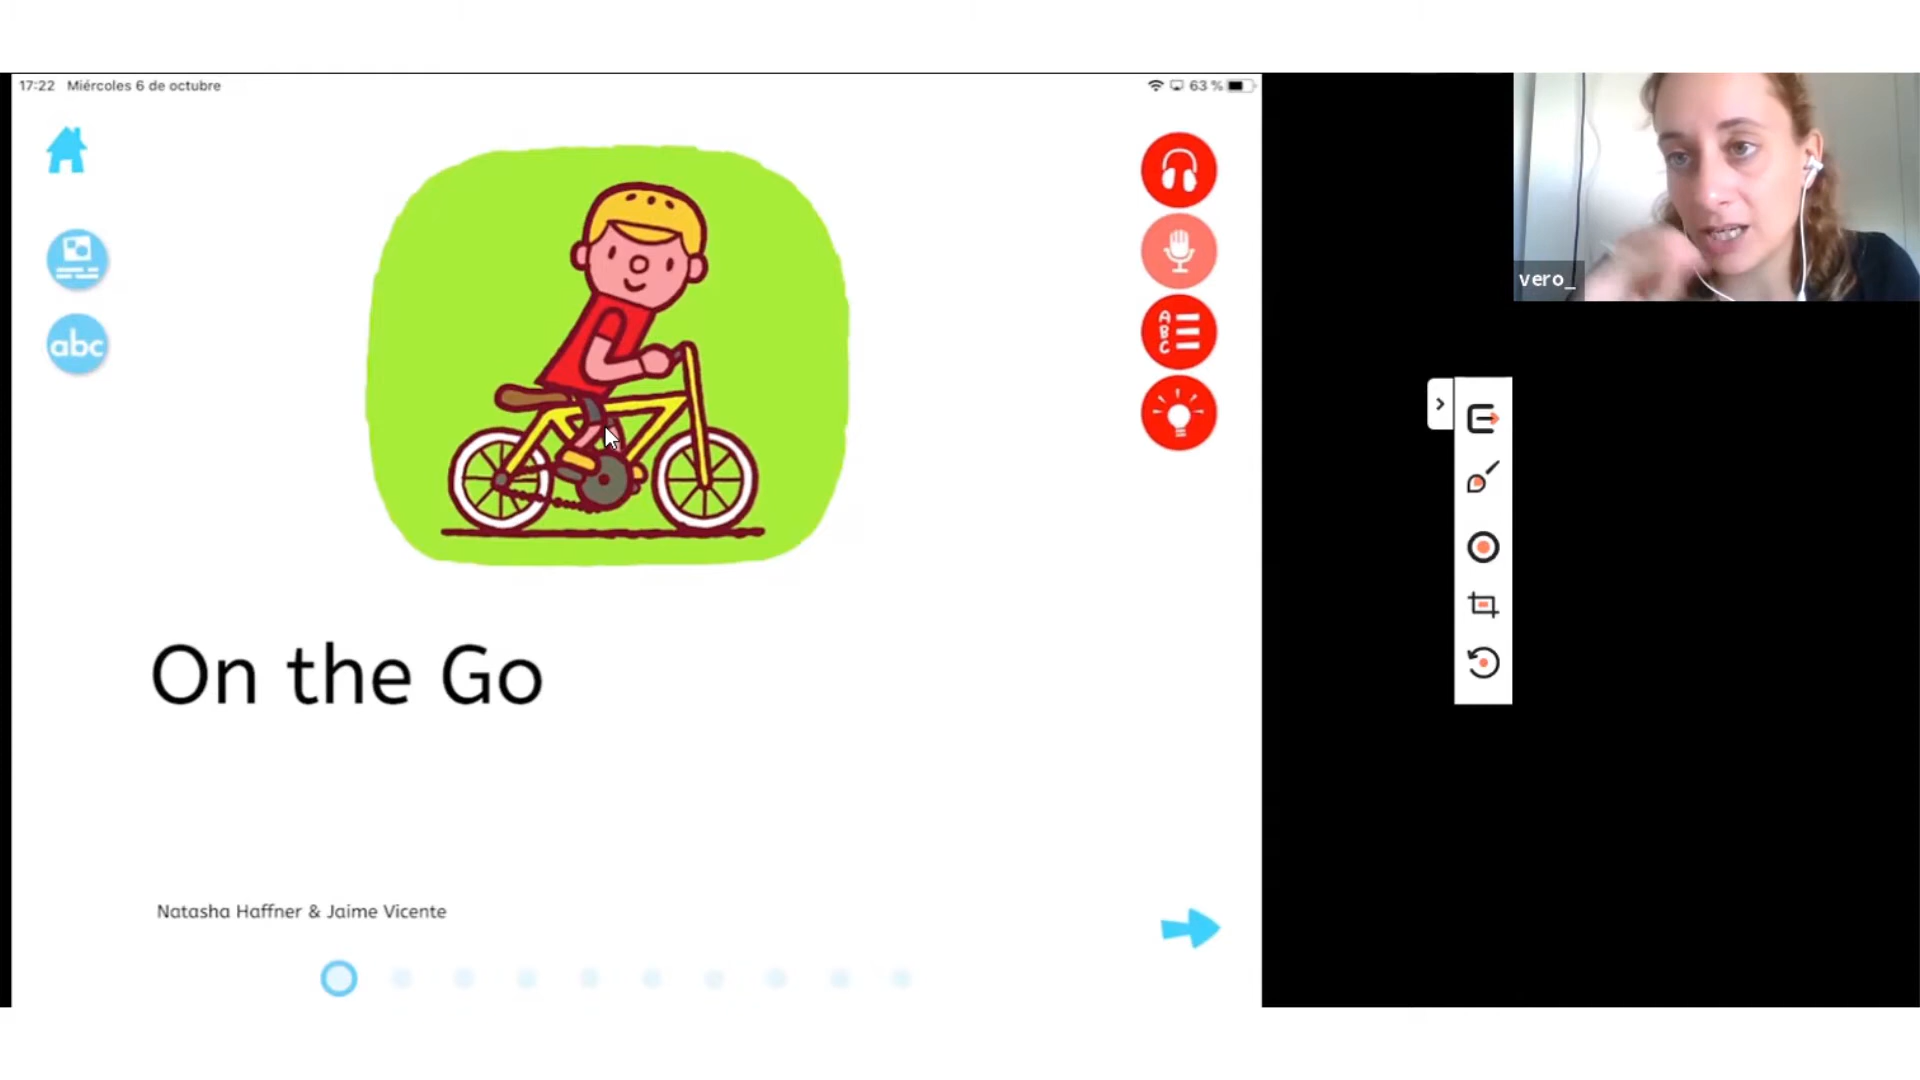 17:22 Miércoles 6 de octubre
63 %
abc
A
B
C
vero_
On the Go
Natasha Haffner & Jaime Vicente